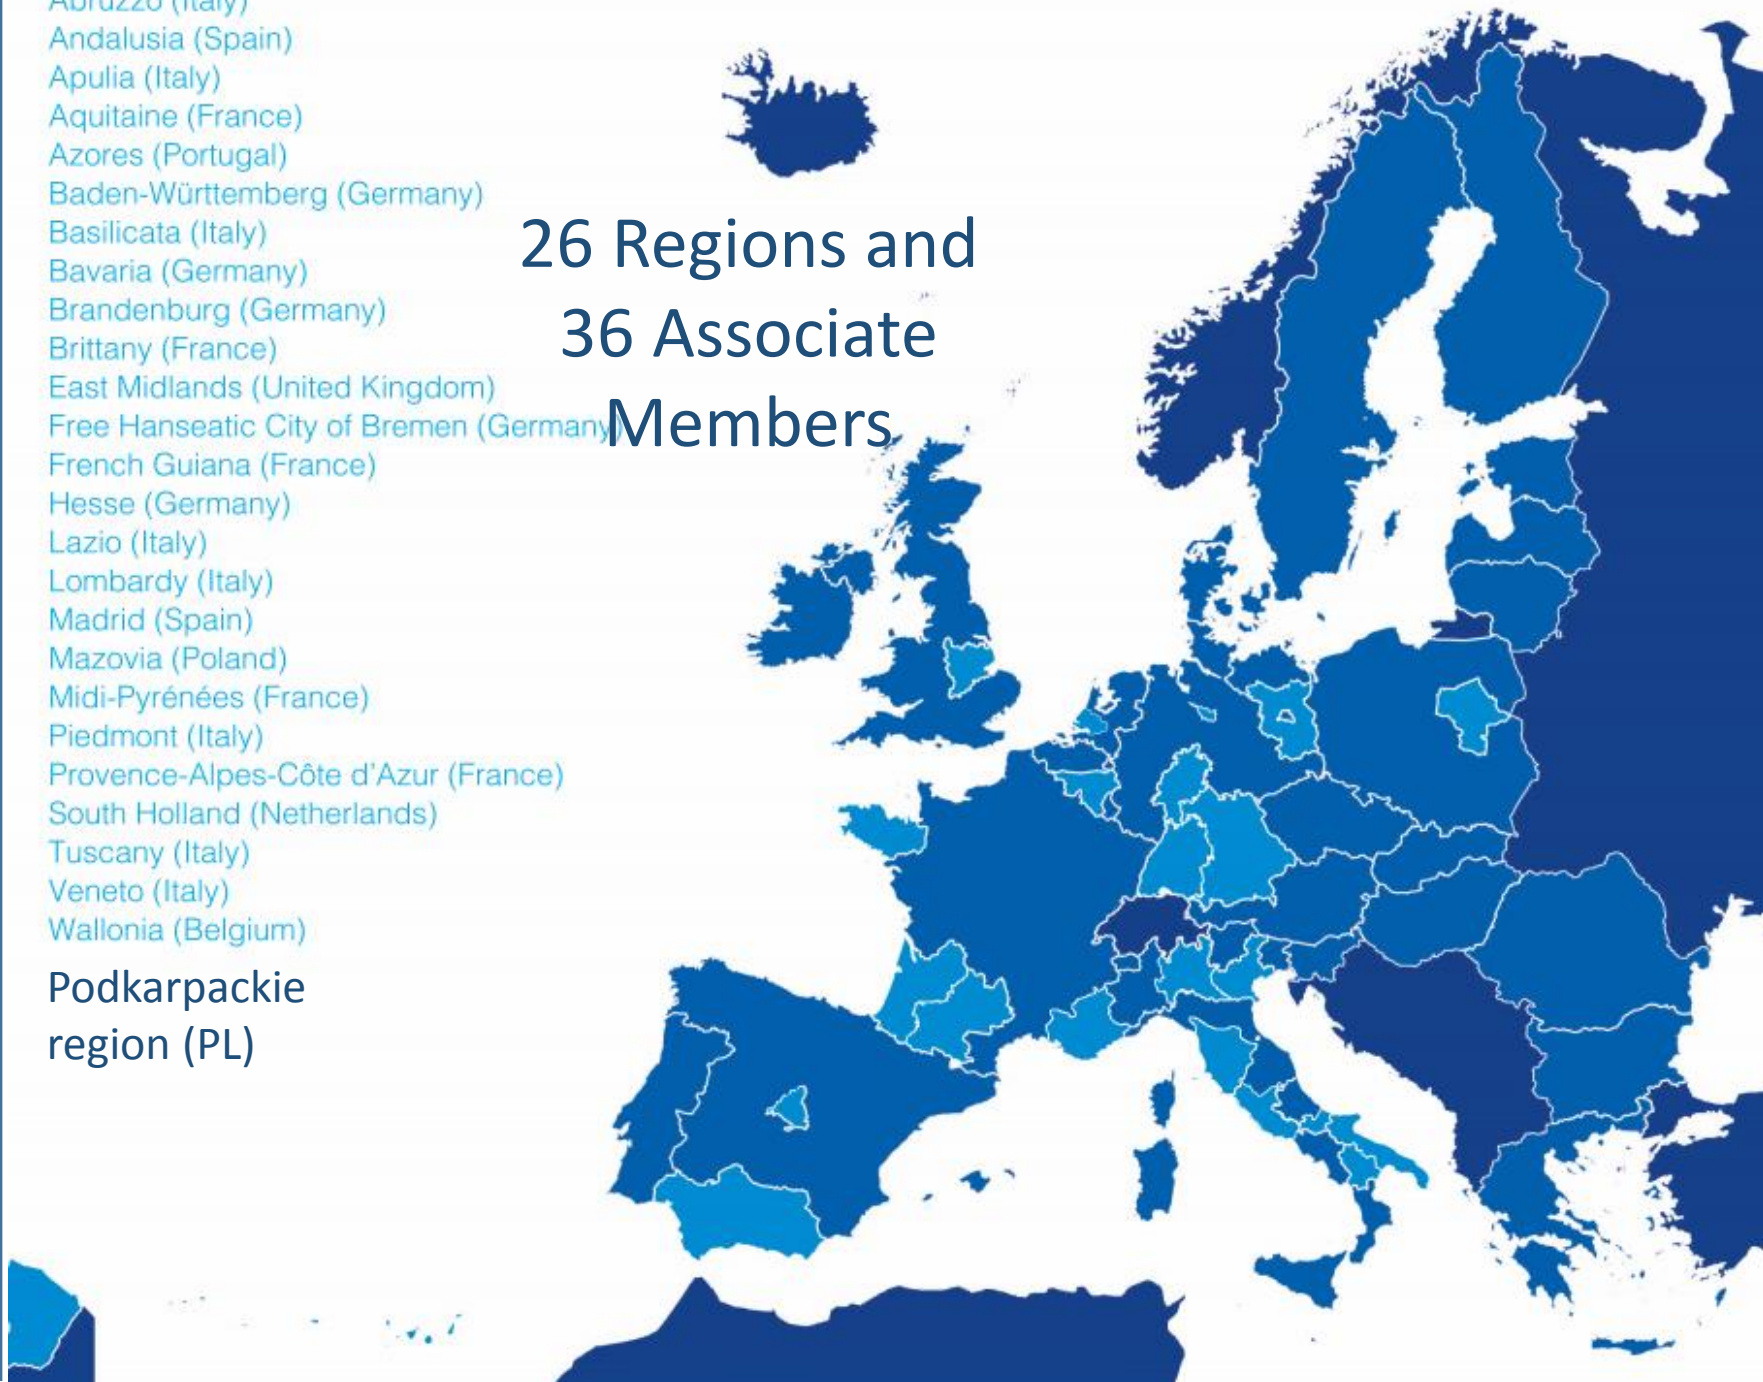 Abruzzo (Italy)
Andalusia (Spain)
Apulia (Italy)
Aquitaine (France)
Azores (Portugal)
Baden-Württemberg (Germany)
Basilicata (Italy)
Bavaria (Germany)
Brandenburg (Germany)
Brittany (France)
East Midlands (United Kingdom)
Free Hanseatic City of Bremen (Germany)
French Guiana (France)
Hesse (Germany)
Lazio (Italy)
Lombardy (Italy)
Madrid (Spain)
Mazovia (Poland)
Midi-Pyrénées (France)
Piedmont (Italy)
Provence-Alpes-Côte d'Azur (France)
South Holland (Netherlands)
Tuscany (Italy)
Veneto (Italy)
Wallonia (Belgium)
Podkarpackie
region (PL)
26 Regions and
36 Associate
Members